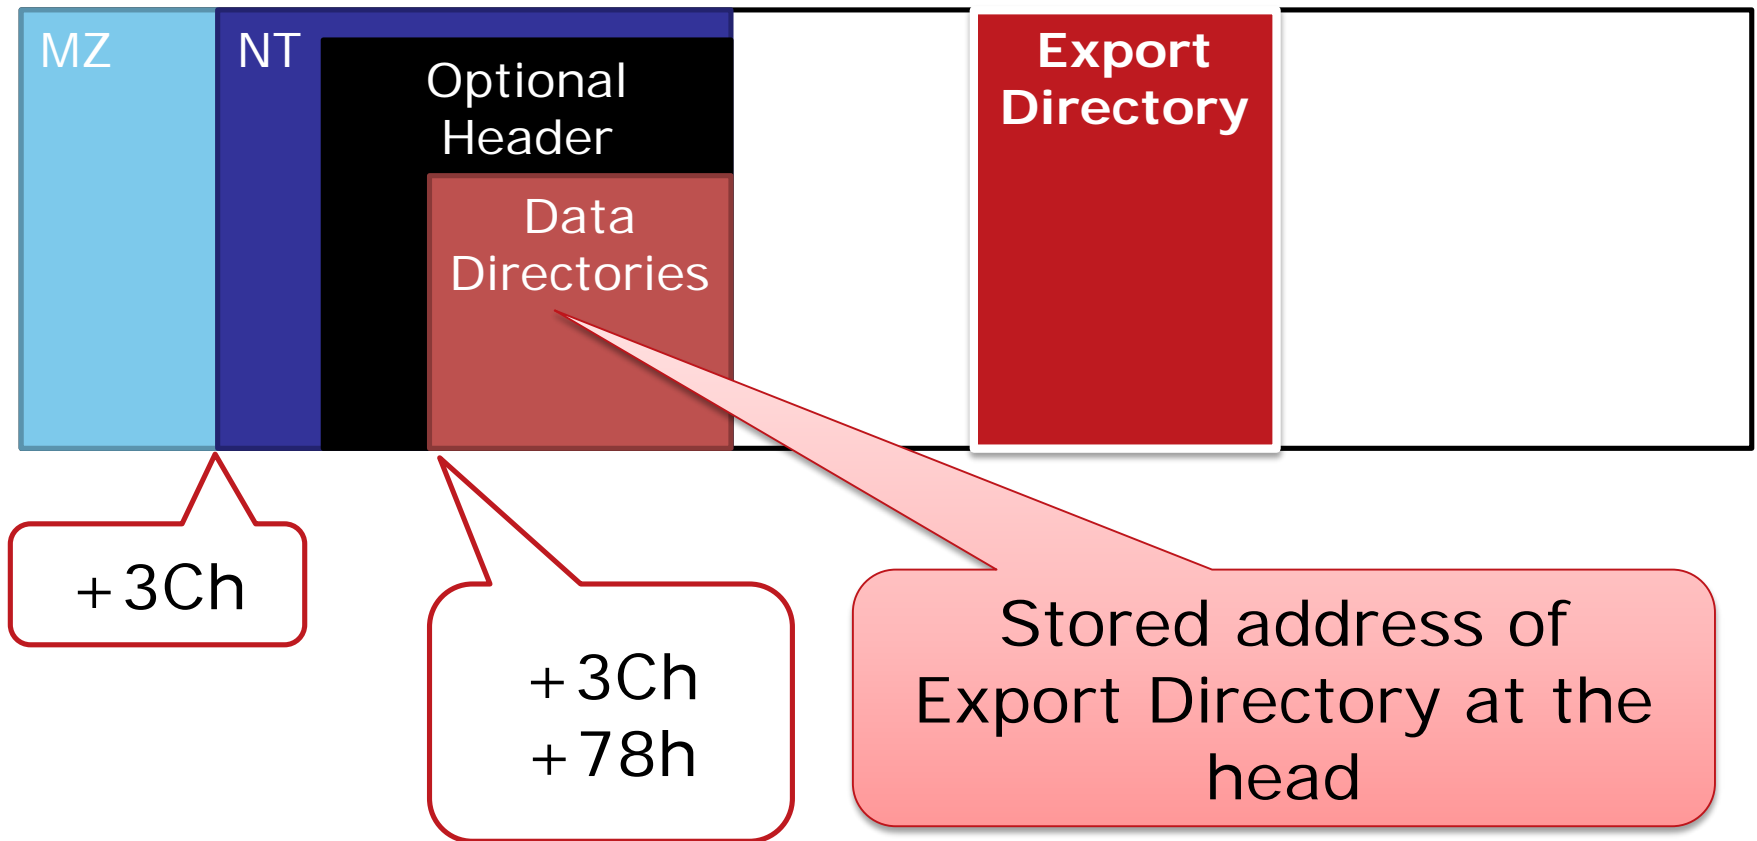 MZ
NT
Optional
Header
Data
Directories
Export
Directory
+3Ch
+3Ch
+78h
Stored address of
Export Directory at the
head